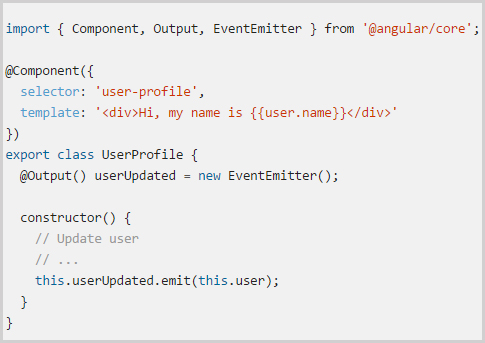 import { Component, Output, EventEmitter } from '@angular/core';
@Component({
selector: 'user-profile',
template: '<div>Hi, my name is {{user.name}}</div>'
})
export class UserProfile {
@Output() userUpdated = new EventEmitter();
constructor() {
// Update user
// ...
this.userUpdated.emit(this.user);
}
}